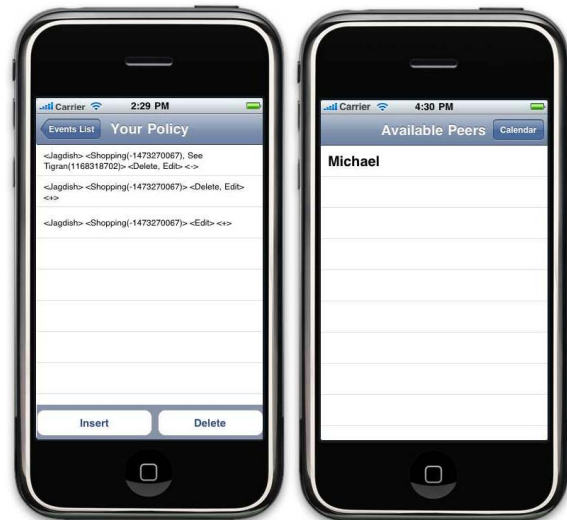 Carrier 2:29 PM
Events List Your Policy
<Jagdish> <Shopping(-1473270067), See
Tigran(1168318702)> <Delete, Edit> <->
<Jagdish> <Shopping(-1473270067)> <Delete, Edit>
<+>
<Jagdish> <Shopping(-1473270067)> <Edit> <+>
Insert Delete
Carrier 4:30 PM
Available Peers Calendar
Michael